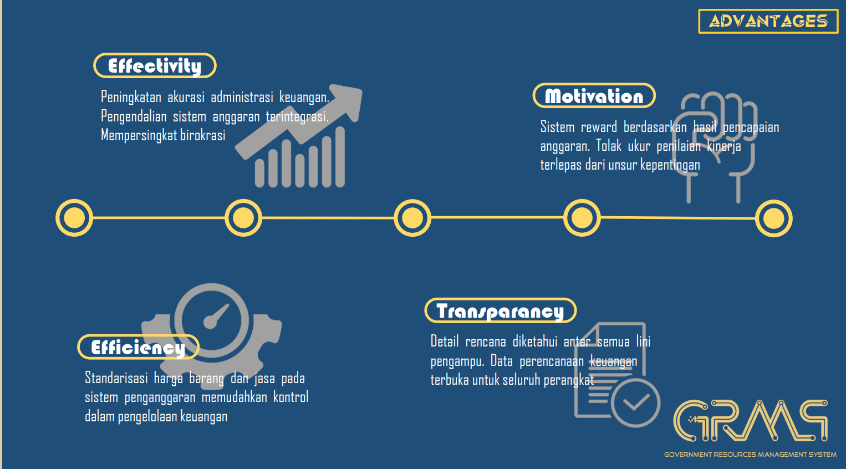 ADVANTAGES
Effectivity
Peningkatan akurasi administrasi keuangan.
Pengendalian sistem anggaran terintegrasi.
Mempersingkat birokrasi
Motivation
Sistem reward berdasarkan hasil pencapaian
anggaran. Tolak ukur penilaian kinerja
terlepas dari unsur kepentingan
Efficiency
Standarisasi harga barang dan jasa pada
sistem penganggaran memudahkan kontrol
dalam pengelolaan keuangan
Transparancy
Detail rencana diketahui antar semua lini
pengampu. Data perencanaan keuangan
terbuka untuk seluruh perangkat
GRMS
GOVERNMENT RESOURCES MANAGEMENT SYSTEM